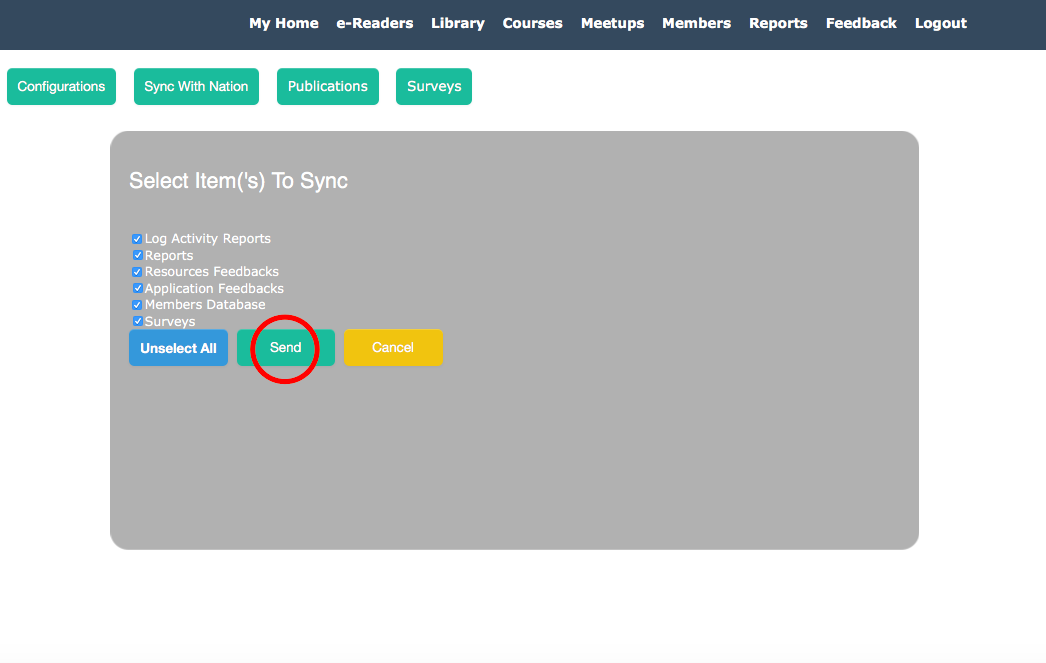 My Home e-Readers Library Courses Meetups Members Reports Feedback Logout
Configurations Sync With Nation Publications Surveys
Select Item('s) To Sync
Log Activity Reports
Reports
Resources Feedbacks
Application Feedbacks
Members Database
Surveys
Unselect All Send Cancel